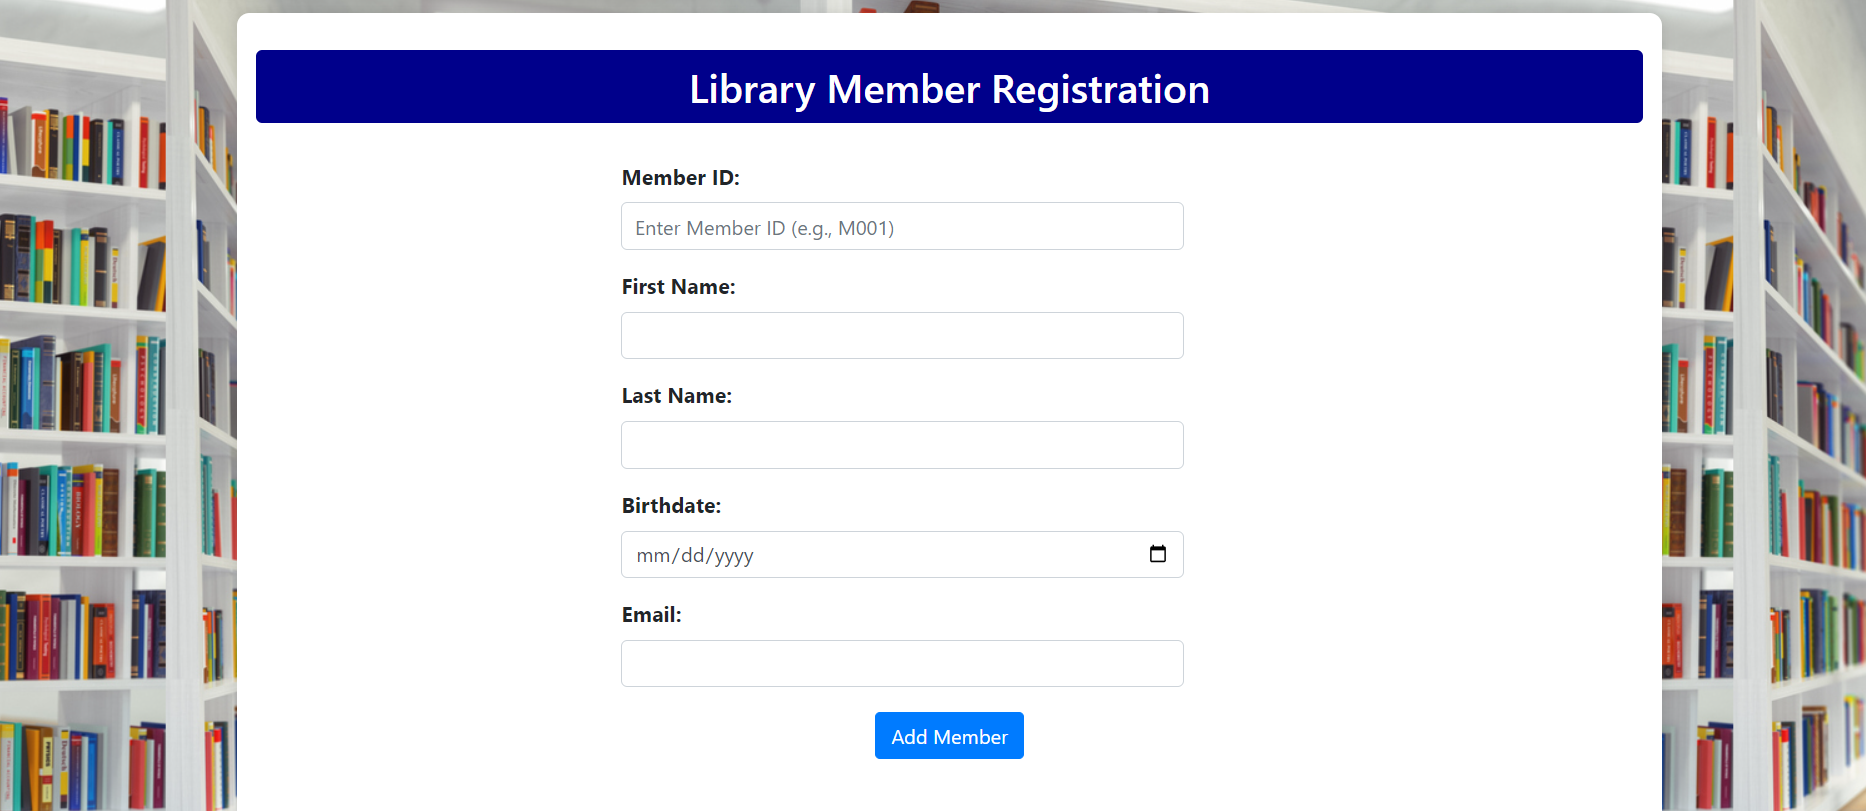 Library Member Registration
Member ID:
Enter Member ID (e.g., M001)
First Name:
Last Name:
Birthdate:
mm/dd/yyyy
Email:
Add Member